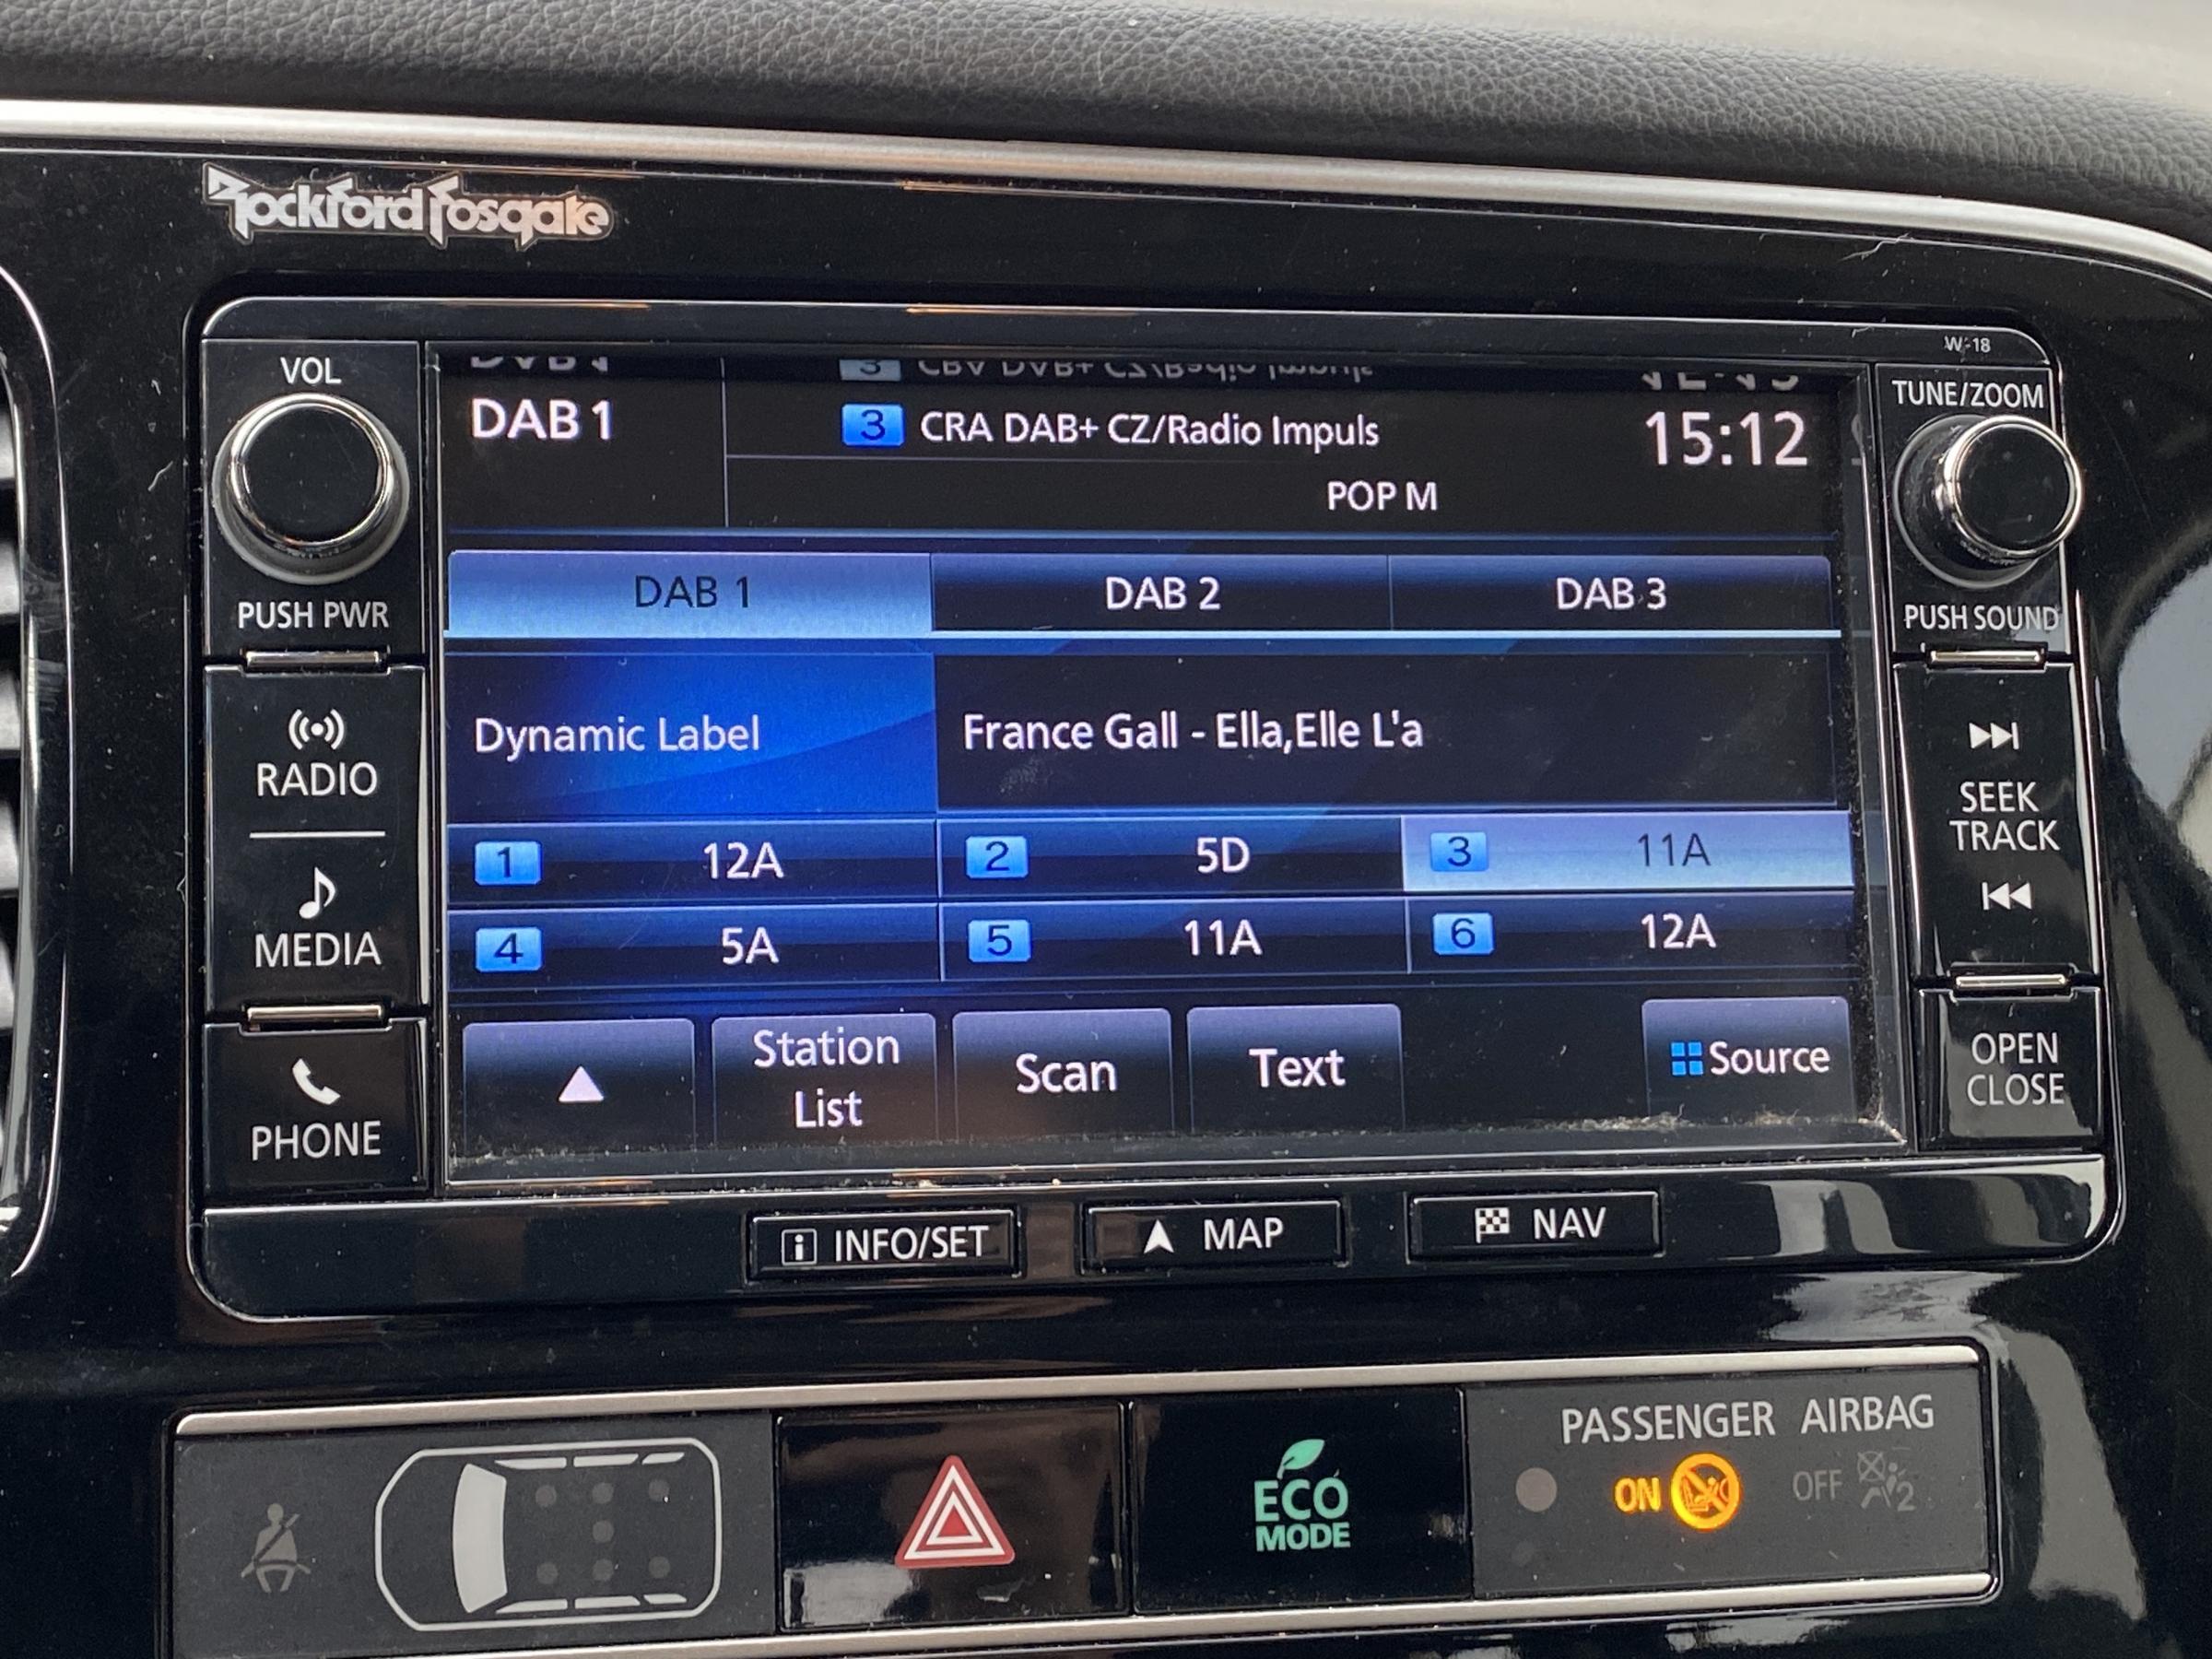 Rockford Fosgate
W-18
VOL
PUSH PWR
RADIO
MEDIA
PHONE
DAB 1
3 CRA DAB+ CZ/Radio Impuls
15:12
POP M
DAB 1 DAB 2 DAB 3
Dynamic Label
France Gall - Ella,Elle L'a
1 12A 2 5D 3 11A
4 5A 5 11A 6 12A
Station
List
Scan
Text
Source
TUNE/ZOOM
PUSH SOUND
SEEK
TRACK
OPEN
CLOSE
INFO/SET
MAP
NAV
ECO
MODE
PASSENGER AIRBAG
ON OFF 2